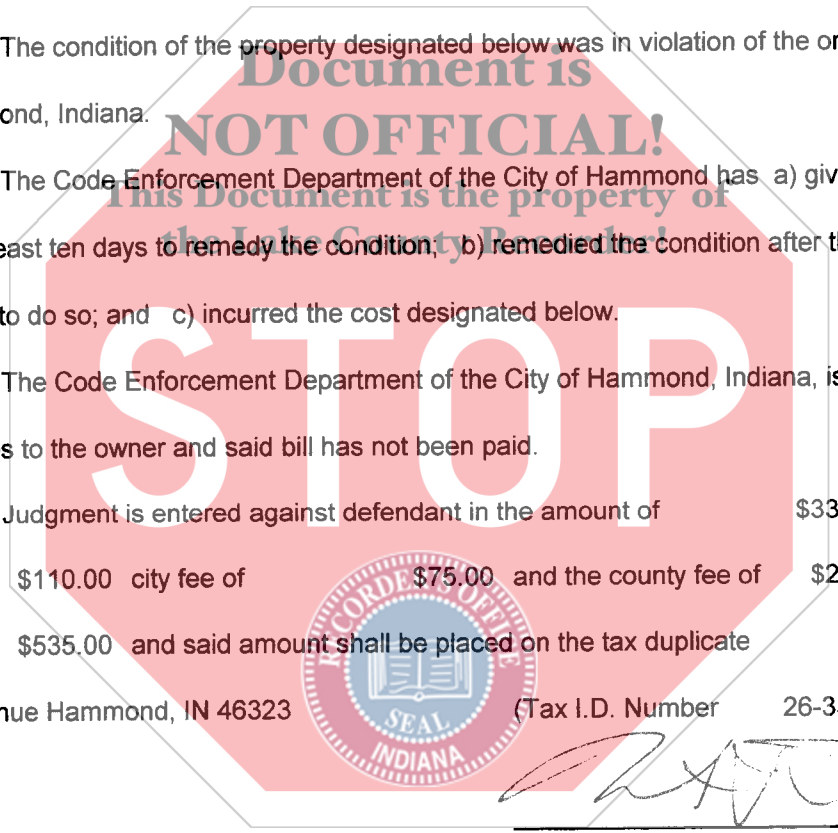 The condition of the property designated below was in violation of the or
Document is
ond, Indiana.
NOT OFFICIAL!
The Code Enforcement Department of the City of Hammond has a) giv
This Document is the property of
east ten days to remedy the condition; b) remedied the condition after t
the Lake County Recorder!
to do so; and c) incurred the cost designated below.
STOP
The Code Enforcement Department of the City of Hammond, Indiana, is
s to the owner and said bill has not been paid.
Judgment is entered against defendant in the amount of $33
$110.00 city fee of $75.00 and the county fee of $2
$535.00 and said amount shall be placed on the tax duplicate
nue Hammond, IN 46323 (Tax I.D. Number 26-3
RECORDER'S OFFICE
SEAL
INDIANA